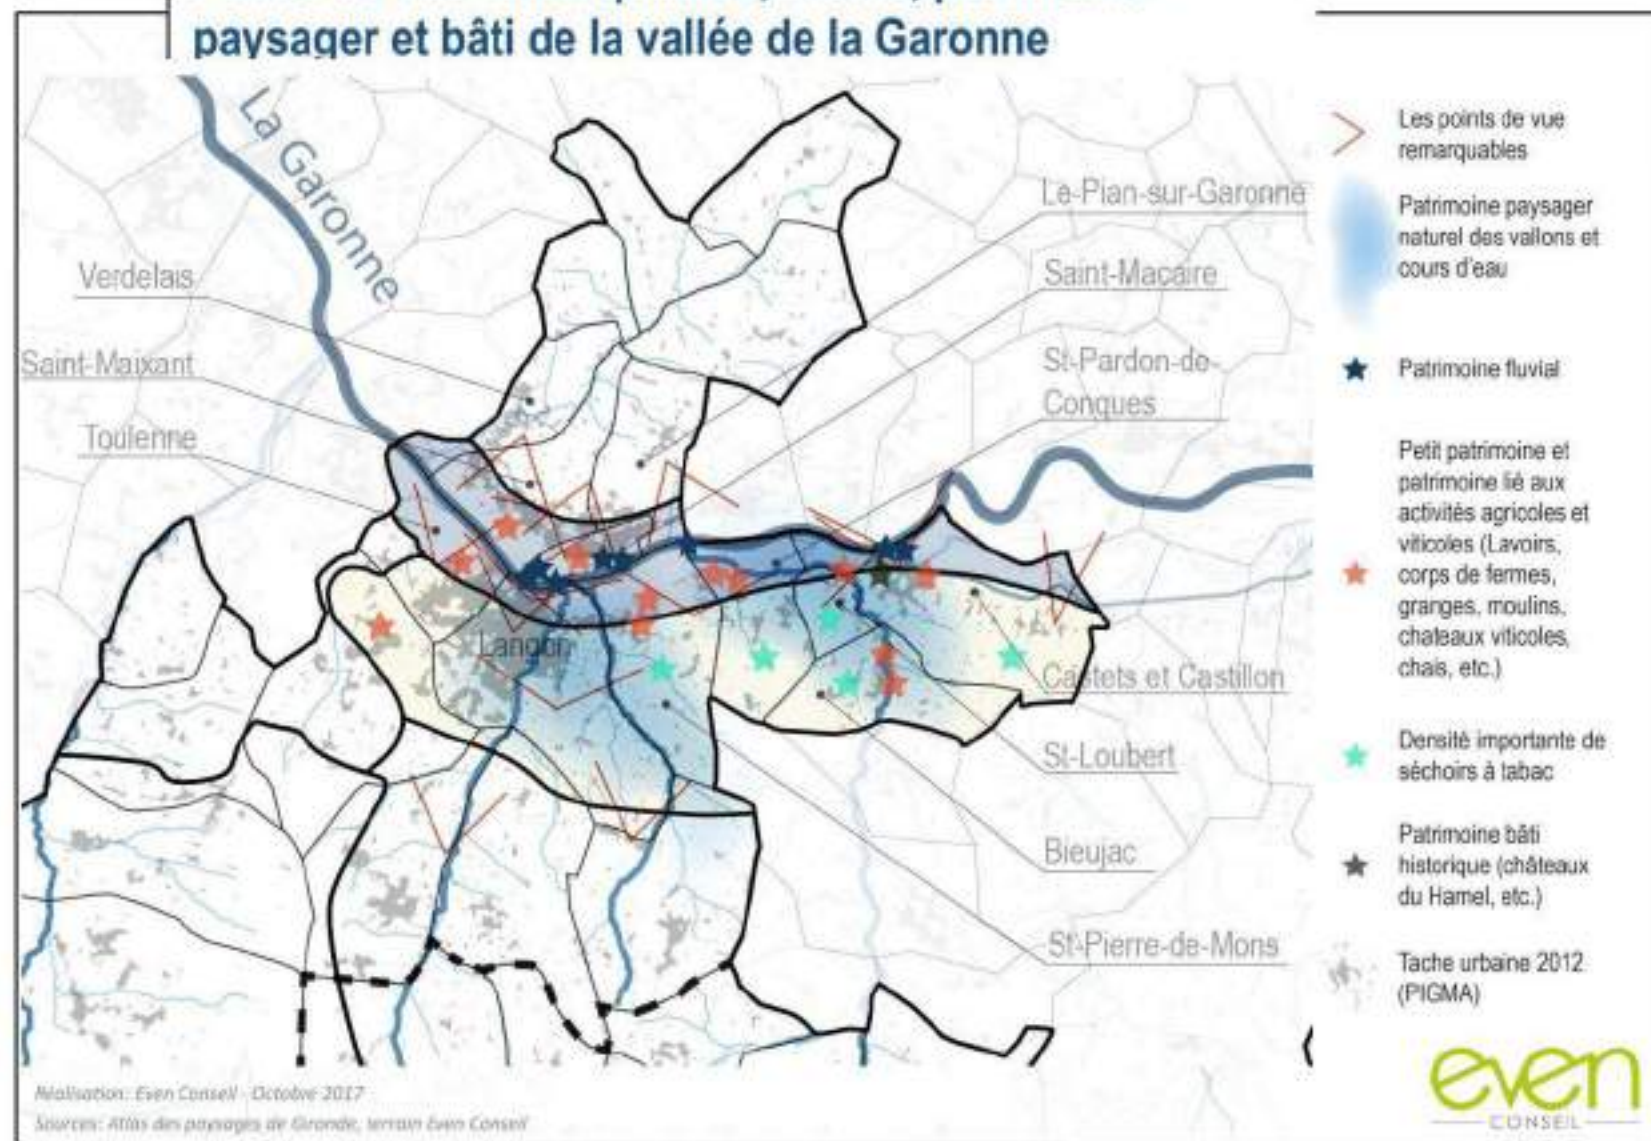 paysager et bâti de la vallée de la Garonne
La Garonne
Verdelais
Saint-Maixant
Toulenne
Le-Pian-sur-Garonne
Saint-Macaire
St-Pardon-de-
Conques
Langon
Castets et Castillon
St-Loubert
Bieujac
St-Pierre-de-Mons
Les points de vue
remarquables
Patrimoine paysager
naturel des vallons et
cours d'eau
Patrimoine fluvial
Petit patrimoine et
patrimoine lié aux
activités agricoles et
viticoles (Lavoirs,
corps de fermes,
granges, moulins,
chateaux viticoles,
chais, etc.)
Densité importante de
séchoirs à tabac
Patrimoine bâti
historique (châteaux
du Hamel, etc.)
Tache urbaine 2012
(PIGMA)
Réalisation: Even Conseil - Octobre 2017
Sources: Atlas des paysages de Gironde, terrain Even Conseil
even
CONSEIL